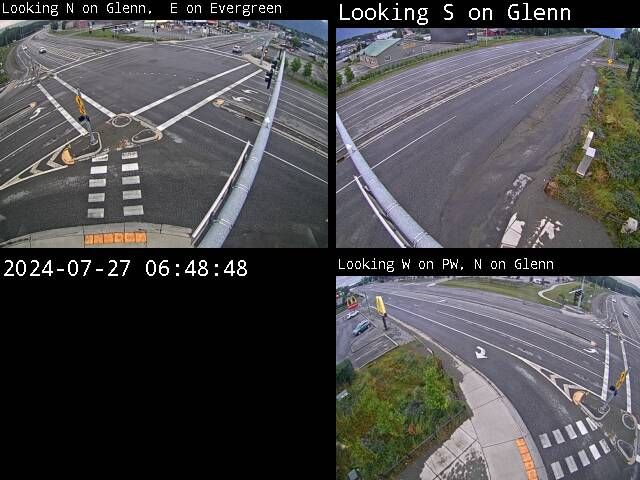 Looking N on Glenn,  E on Evergreen
Looking S on Glenn
2024-07-27 06:48:48
Looking W on PW, N on Glenn